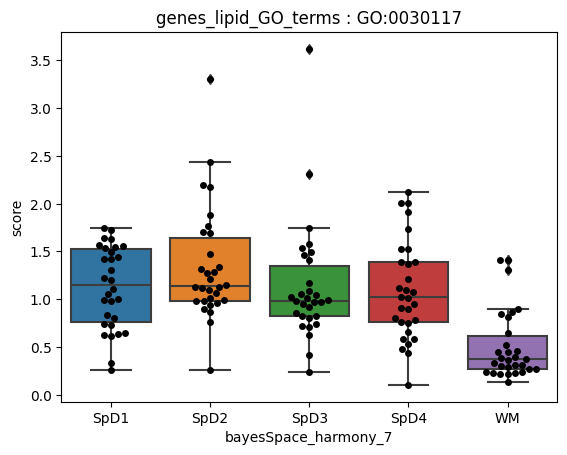 genes_lipid_GO_terms : GO:0030117
3.5
3.0
2.5
2.0
1.5
1.0
0.5
0.0
score
SpD1 SpD2 SpD3 SpD4 WM
bayesSpace_harmony_7